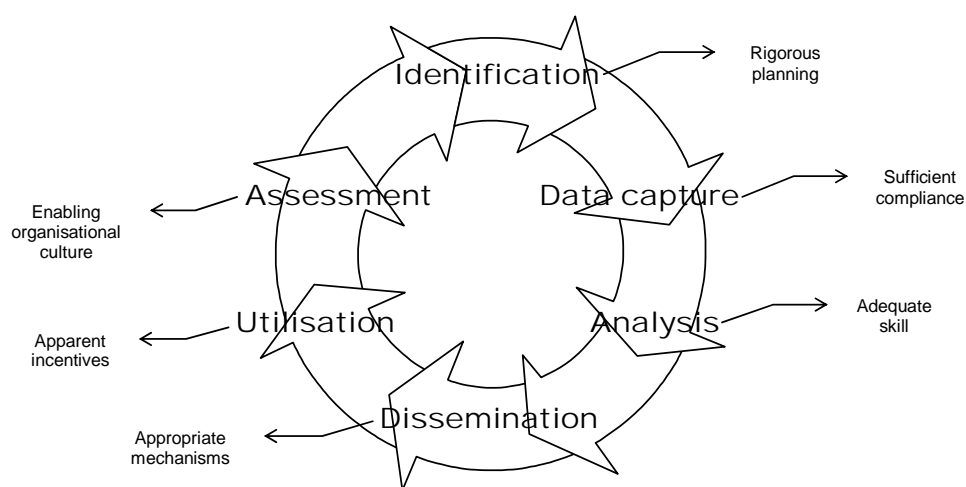 Identification
Rigorous
planning
Data capture
Sufficient
compliance
Analysis
Adequate
skill
Dissemination
Appropriate
mechanisms
Utilisation
Apparent
incentives
Assessment
Enabling
organisational
culture